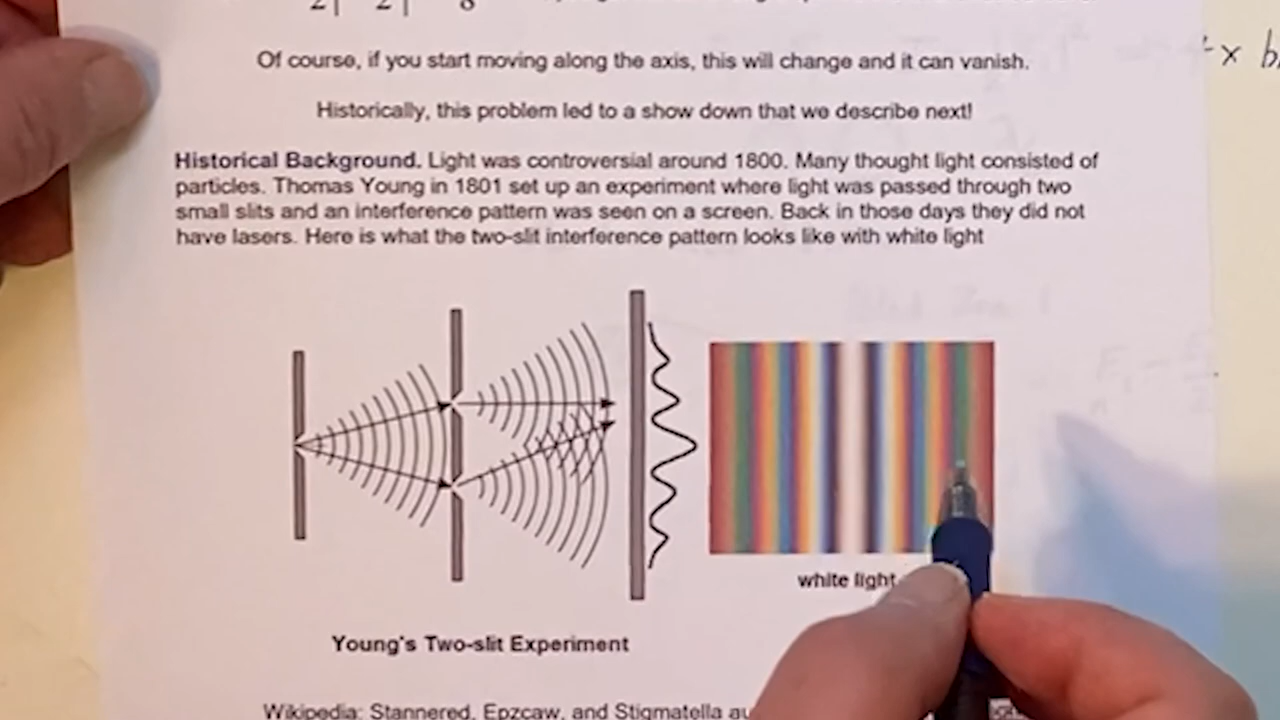 Of course, if you start moving along the axis, this will change and it can vanish.
Historically, this problem led to a show down that we describe next!
Historical Background. Light was controversial around 1800. Many thought light consisted of
particles. Thomas Young in 1801 set up an experiment where light was passed through two
small slits and an interference pattern was seen on a screen. Back in those days they did not
have lasers. Here is what the two-slit interference pattern looks like with white light
white light
Young's Two-slit Experiment
Wikipedia: Stannered, Epzcaw, and Stigmatella